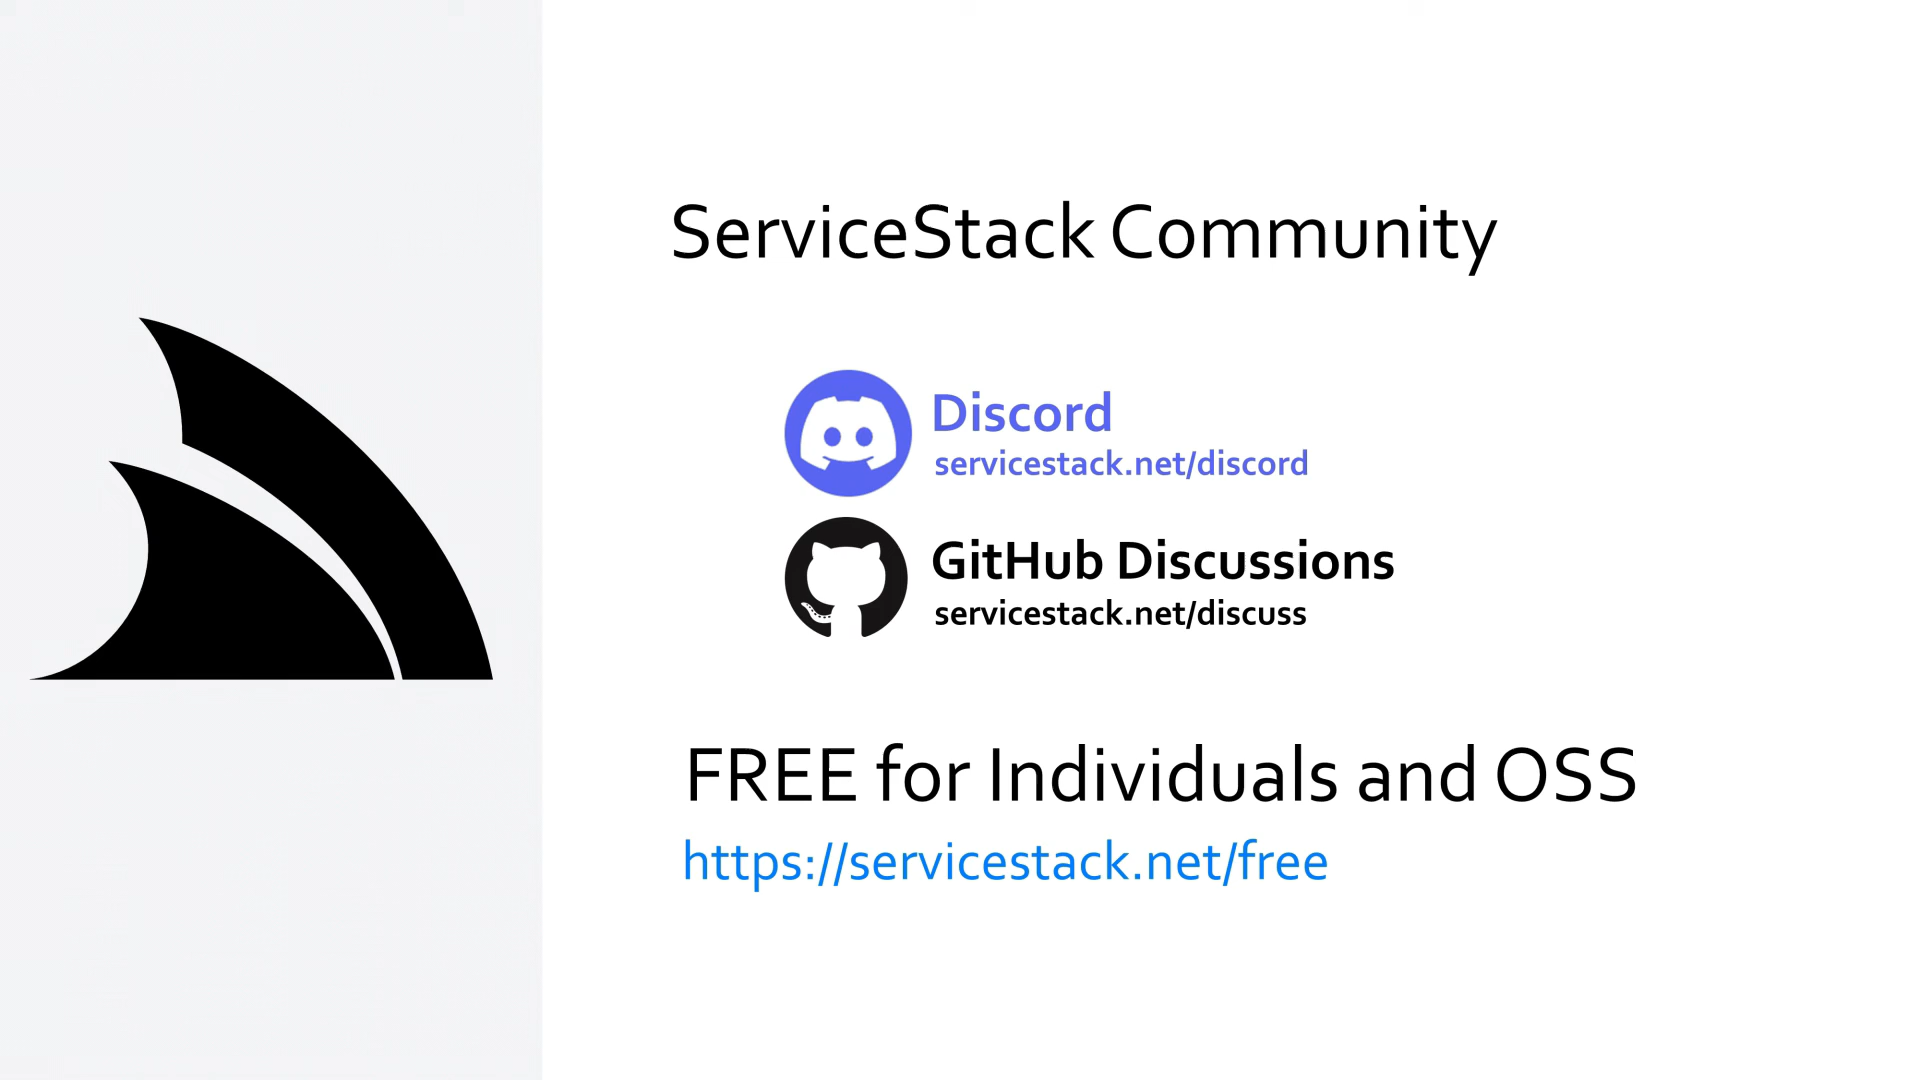 ServiceStack Community
Discord
servicestack.net/discord
GitHub Discussions
servicestack.net/discuss
FREE for Individuals and OSS
https://servicestack.net/free